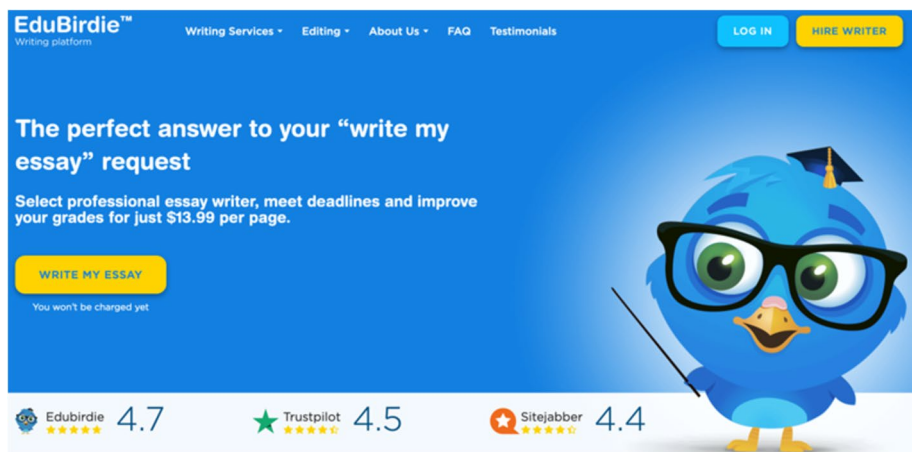 EduBirdie™
Writing platform
Writing Services
Editing
About Us
FAQ
Testimonials
LOG IN
HIRE WRITER
The perfect answer to your “write my
essay” request
Select professional essay writer, meet deadlines and improve
your grades for just $13.99 per page.
WRITE MY ESSAY
You won't be charged yet
Edubirdie 4.7
Trustpilot 4.5
Sitejabber 4.4